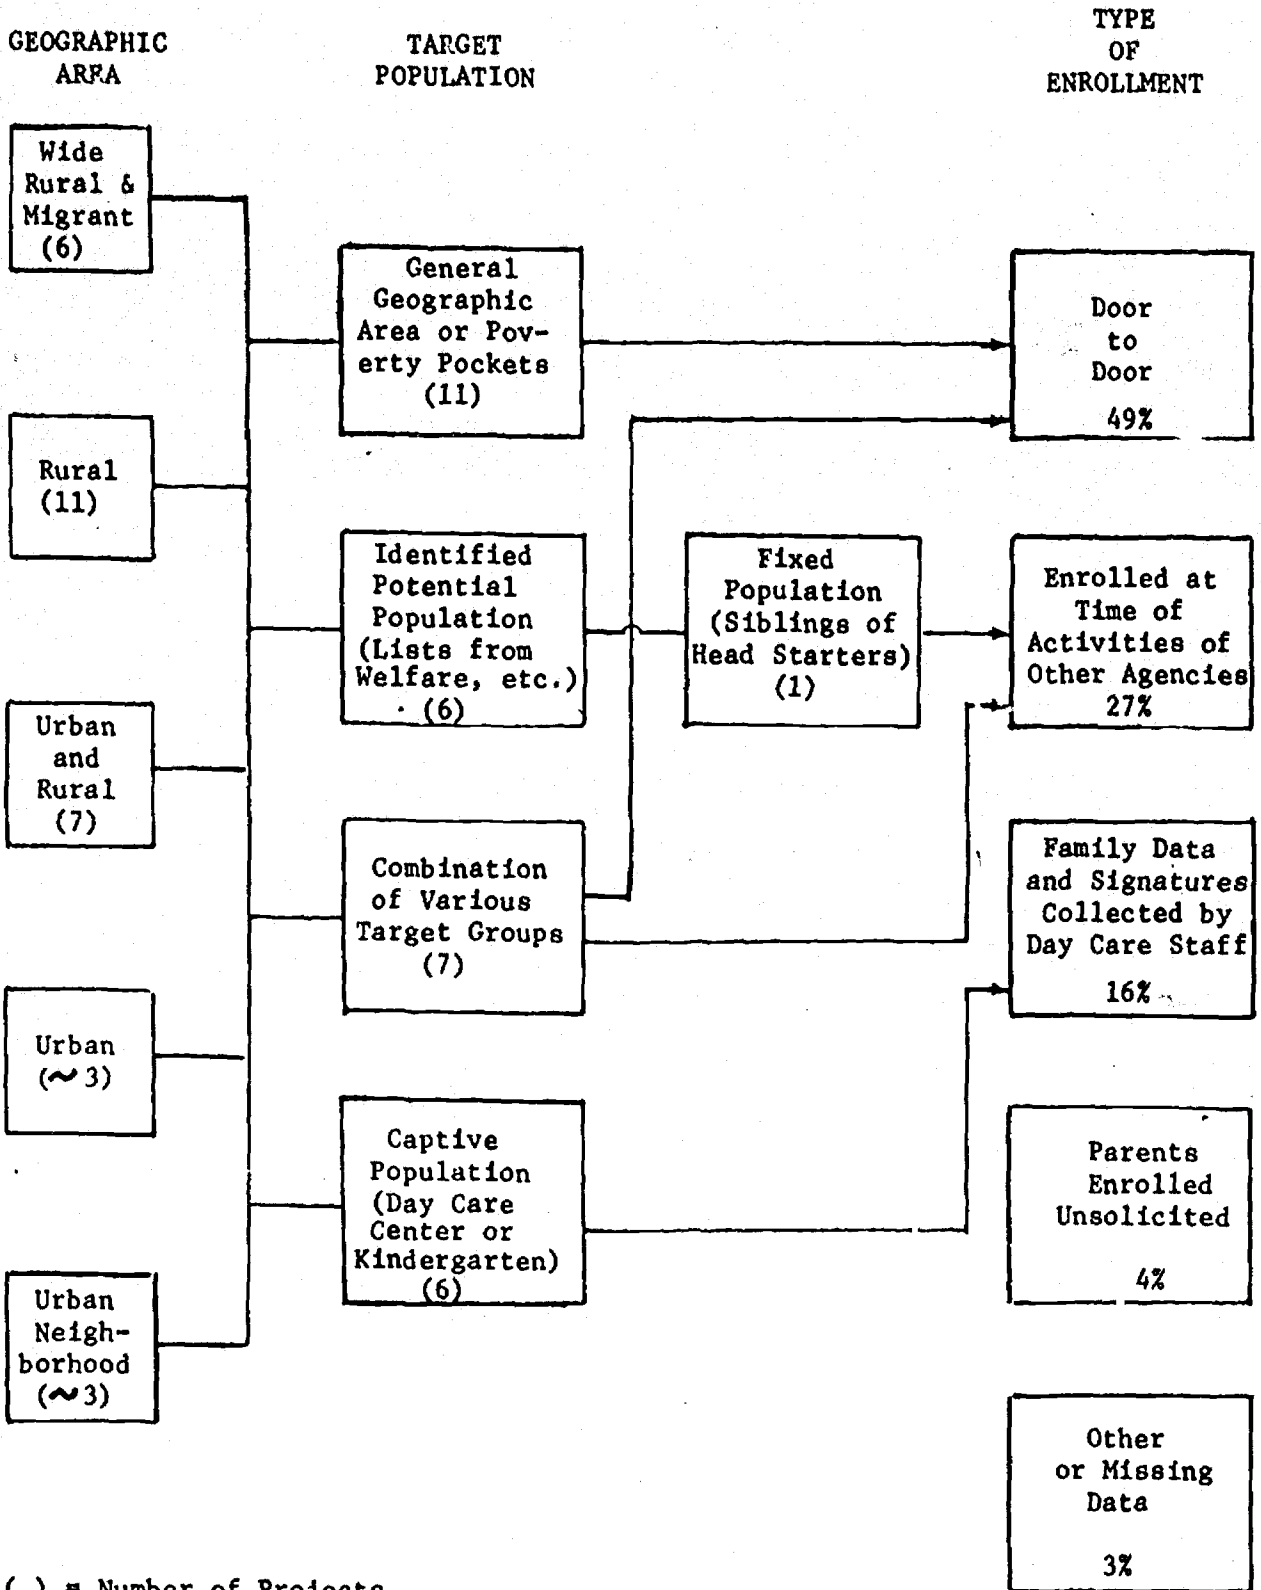 GEOGRAPHIC
AREA
TARGET
POPULATION
TYPE
OF
ENROLLMENT
Wide
Rural &
Migrant
(6)
Rural
(11)
Urban
and
Rural
(7)
Urban
(~3)
Urban
Neigh-
borhood
(~3)
General
Geographic
Area or Pov-
erty Pockets
(11)
Identified
Potential
Population
(Lists from
Welfare, etc.)
(6)
Combination
of Various
Target Groups
(7)
Captive
Population
(Day Care
Center or
Kindergarten)
(6)
Fixed
Population
(Siblings of
Head Starters)
(1)
Door
to
Door
49%
Enrolled at
Time of
Activities of
Other Agencies
27%
Family Data
and Signatures
Collected by
Day Care Staff
16%
Parents
Enrolled
Unsolicited
4%
Other
or Missing
Data
3%
( ) = Number of Projects